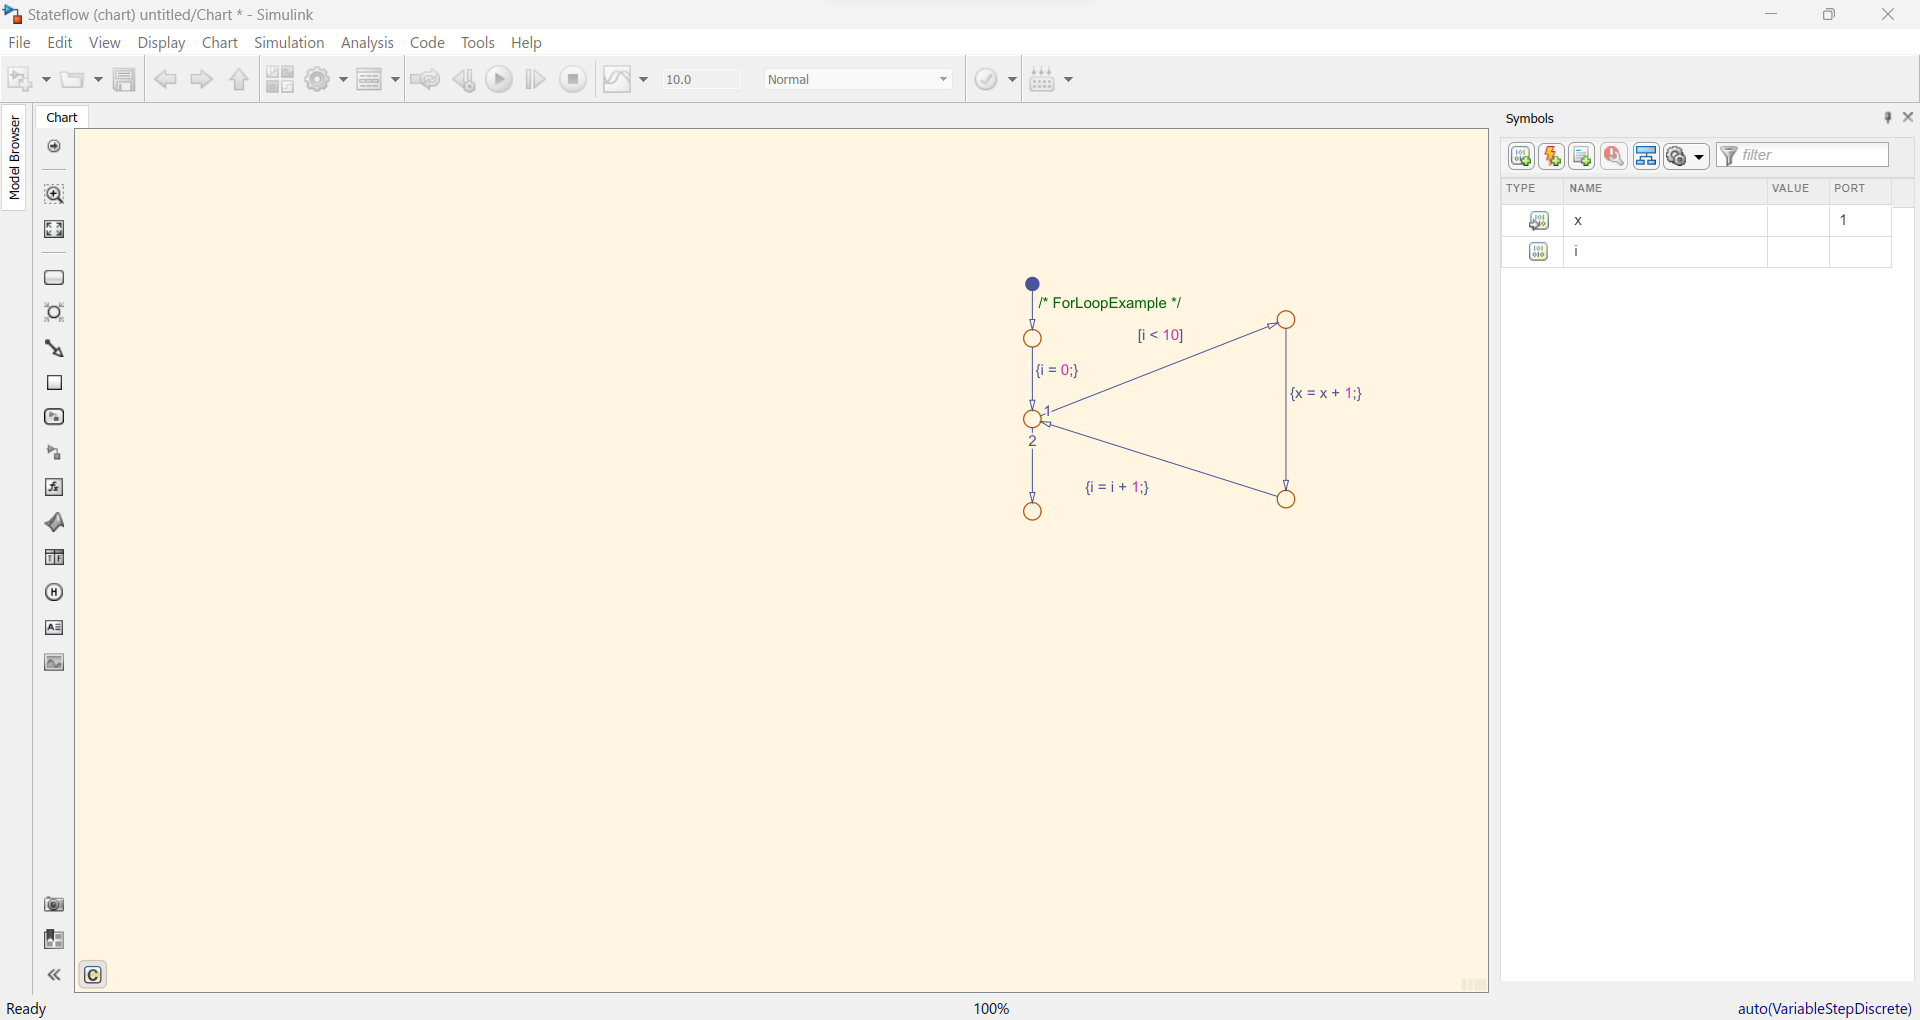 Stateflow (chart) untitled/Chart * - Simulink
File Edit View Display Chart Simulation Analysis Code Tools Help
10.0 Normal
Model Browser
Chart
Symbols
filter
TYPE NAME VALUE PORT
x 1
i
/* ForLoopExample */
[i < 10]
{i = 0;}
{x = x + 1;}
1
2
{i = i + 1;}
Ready 100% auto(VariableStepDiscrete)